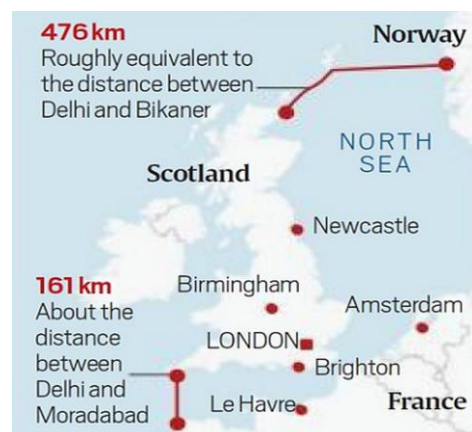 476 km
Roughly equivalent to
the distance between
Delhi and Bikaner
Norway
NORTH
SEA
Scotland
Newcastle
161 km
About the
distance
between
Delhi and
Moradabad
Birmingham
Amsterdam
LONDON
Brighton
Le Havre
France